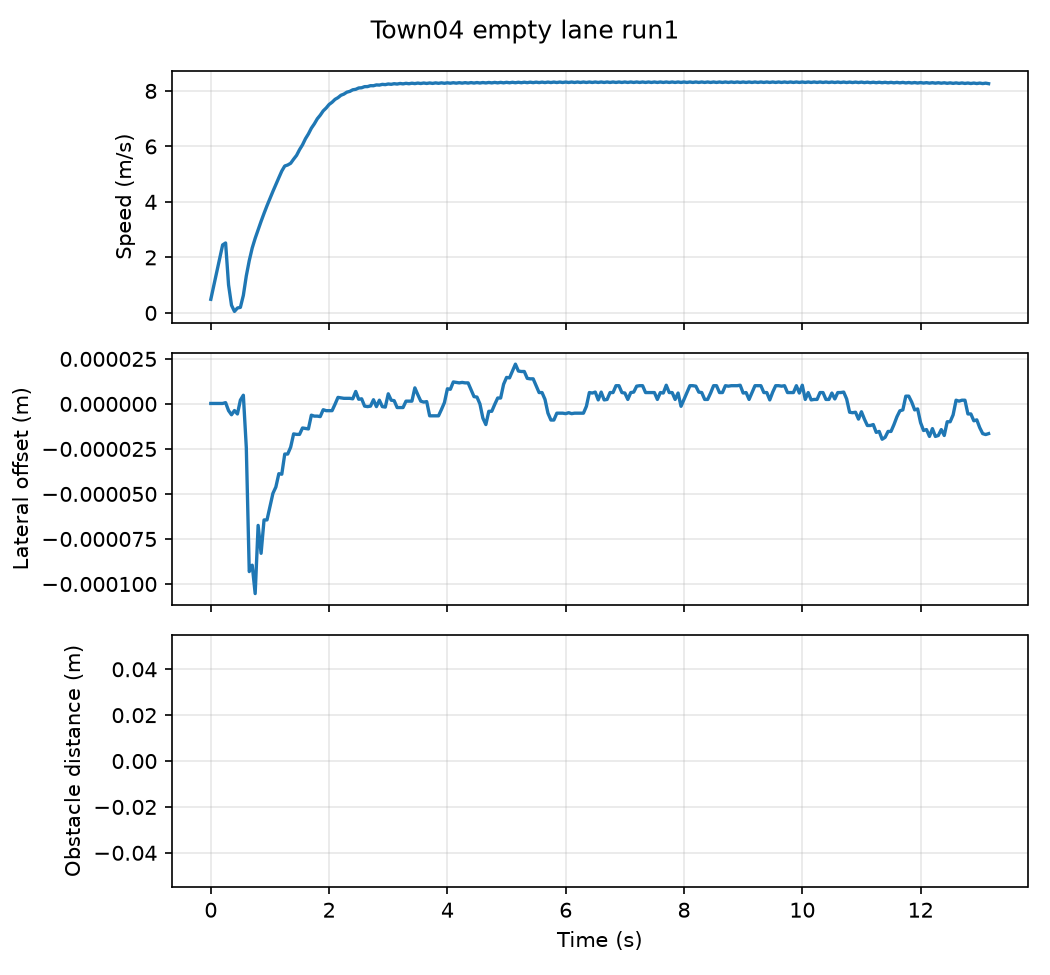 Town04 empty lane run1
Speed (m/s)
8
6
4
2
0
Lateral offset (m)
0.000025
0.000000
−0.000025
−0.000050
−0.000075
−0.000100
Obstacle distance (m)
0.04
0.02
0.00
−0.02
−0.04
0 2 4 6 8 10 12
Time (s)